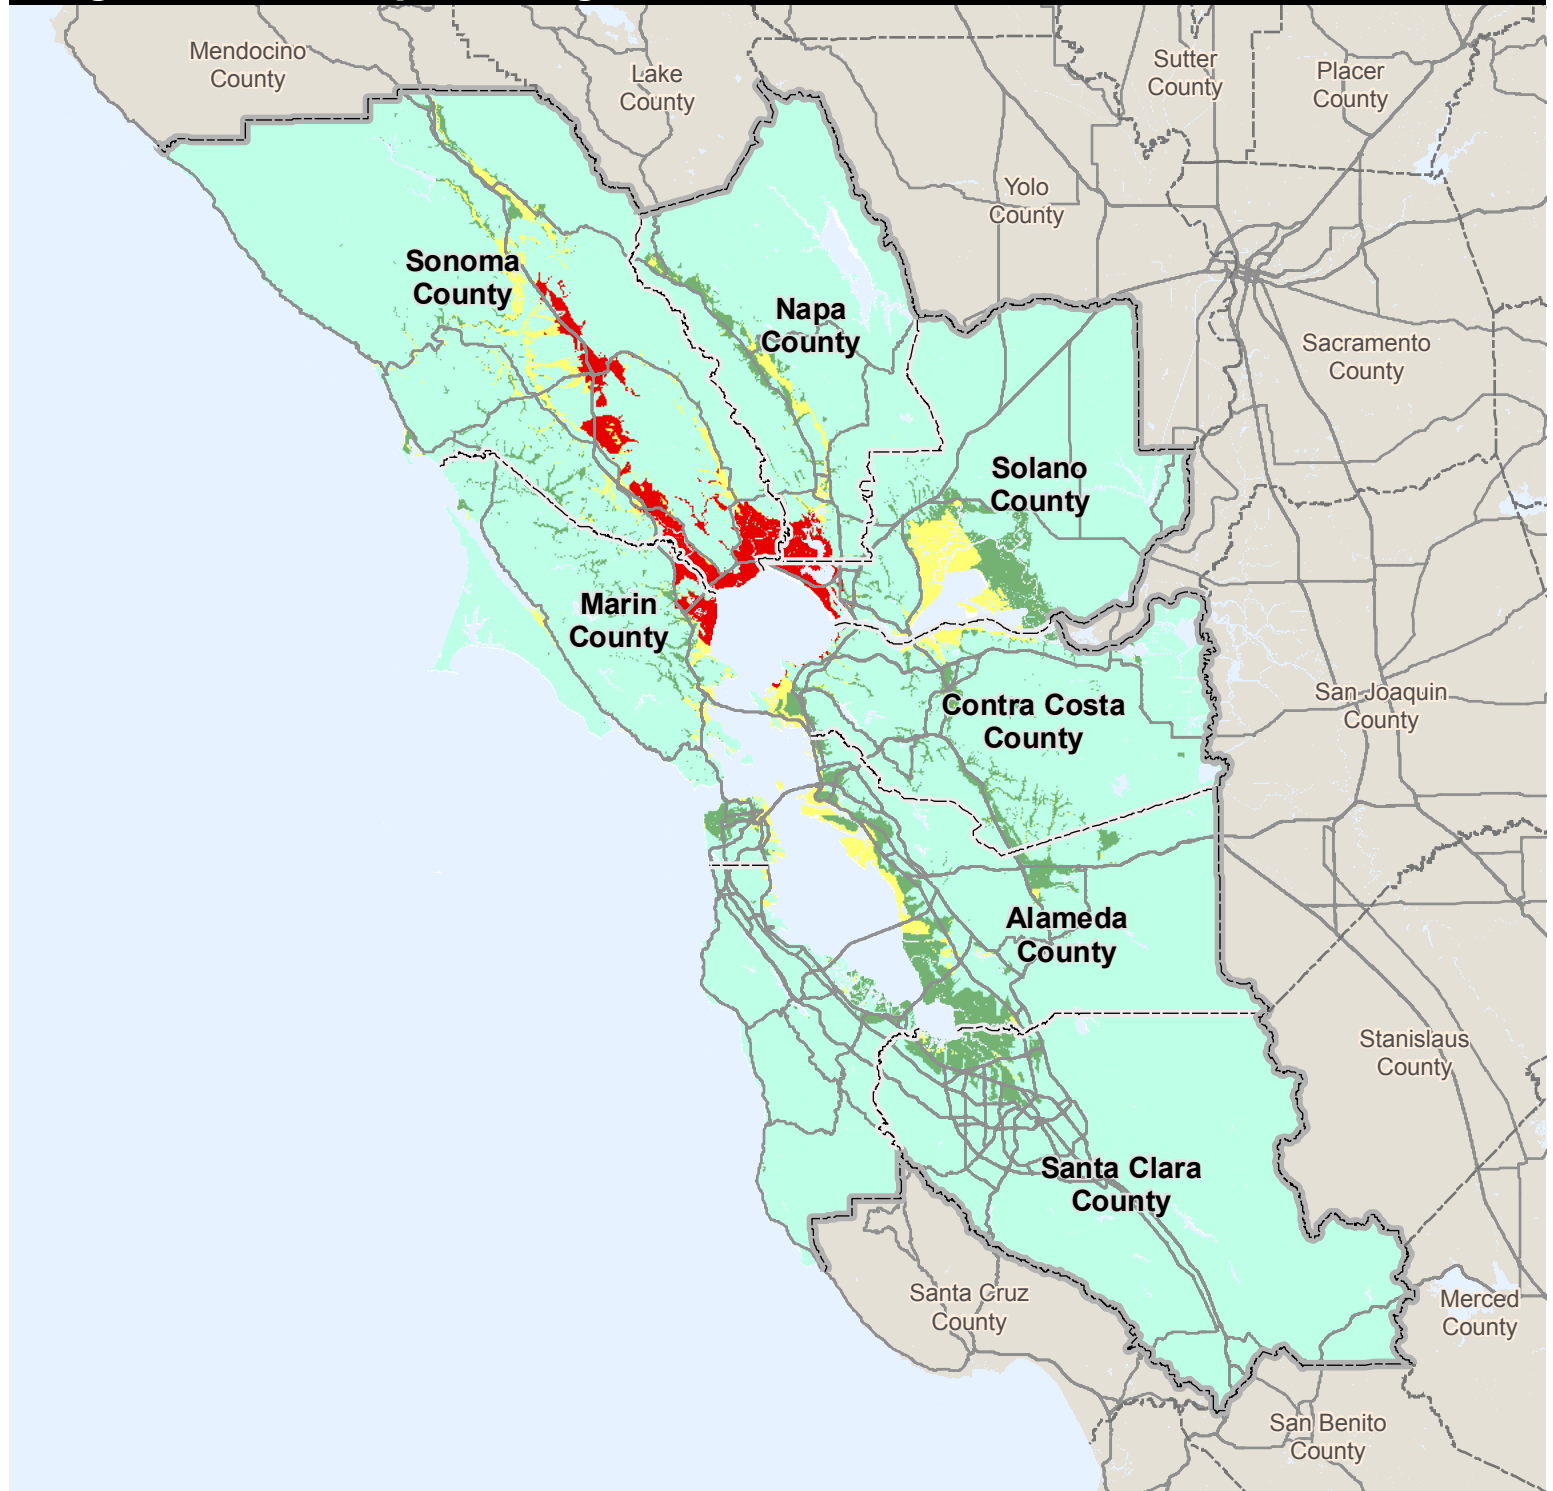 Mendocino
County
Lake
County
Sutter
County
Placer
County
Yolo
County
Sonoma
County
Napa
County
Sacramento
County
Solano
County
Marin
County
Contra Costa
County
San Joaquin
County
Alameda
County
Stanislaus
County
Santa Clara
County
Santa Cruz
County
Merced
County
San Benito
County